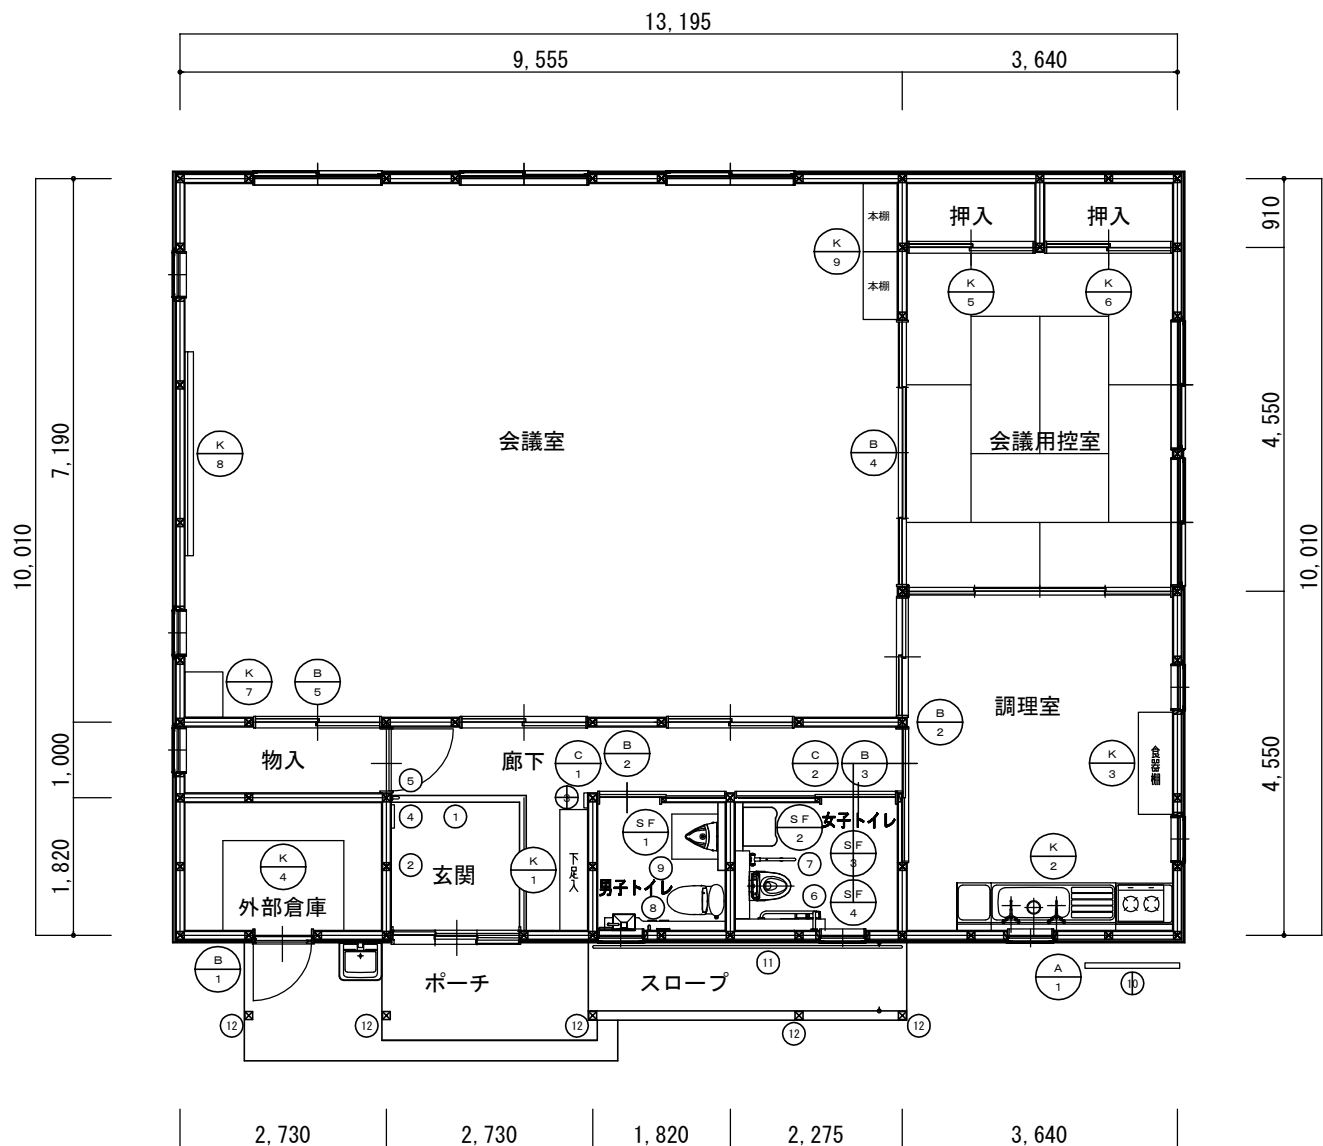 13,195
9,555
3,640
押入
押入
本棚
K
9
本棚
K
5
K
6
910
4,550
4,550
10,010
10,010
7,190
1,000
1,820
会議室
会議用控室
K
8
B
4
K
7
B
5
調理室
B
2
K
3
食器棚
K
2
物入
廊下
5
C
1
B
2
C
2
B
3
3
4
1
2
玄関
K
1
下足入
SF
1
9
男子トイレ
8
SF
2
女子トイレ
7
SF
3
6
SF
4
K
4
外部倉庫
B
1
ポーチ
スロープ
11
A
1
10
12
12
12
12
12
2,730
2,730
1,820
2,275
3,640